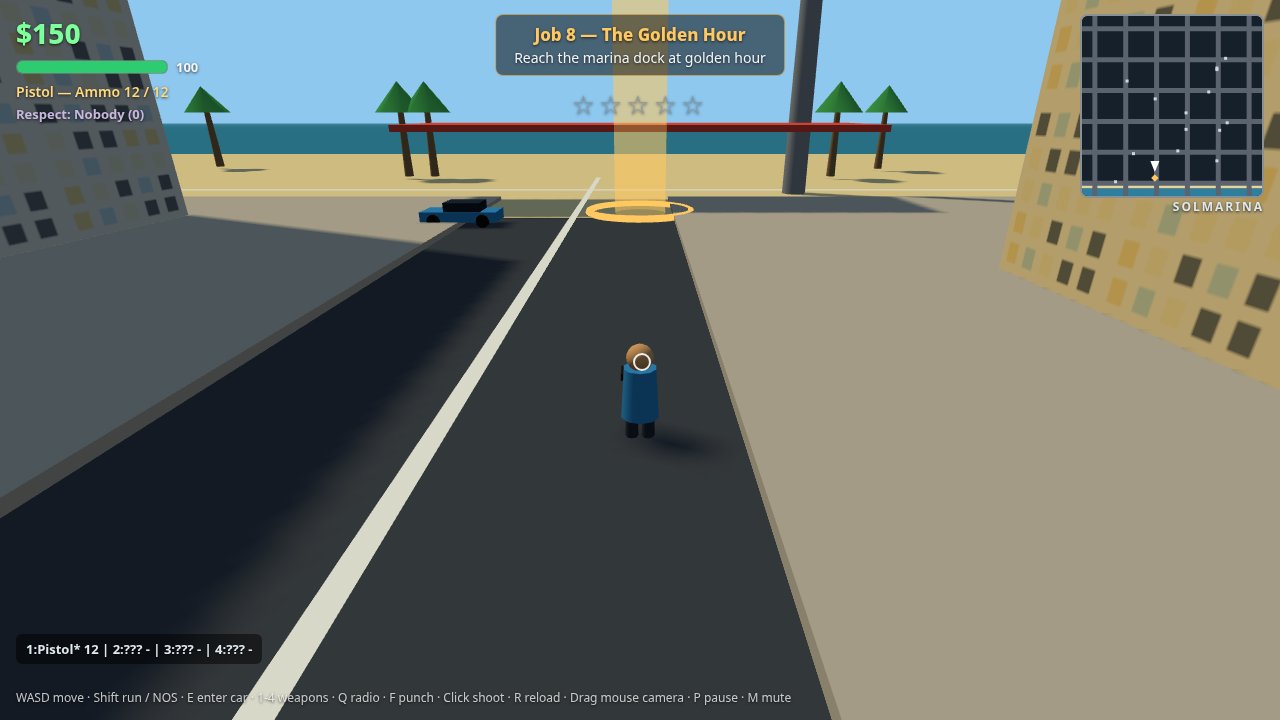 $150
100
Pistol — Ammo 12 / 12
Respect: Nobody (0)
Job 8 — The Golden Hour
Reach the marina dock at golden hour
SOLMARINA
1:Pistol* 12 | 2:??? - | 3:??? - | 4:??? -
WASD move · Shift run / NOS · E enter car · 1-4 weapons · Q radio · F punch · Click shoot · R reload · Drag mouse camera · P pause · M mute